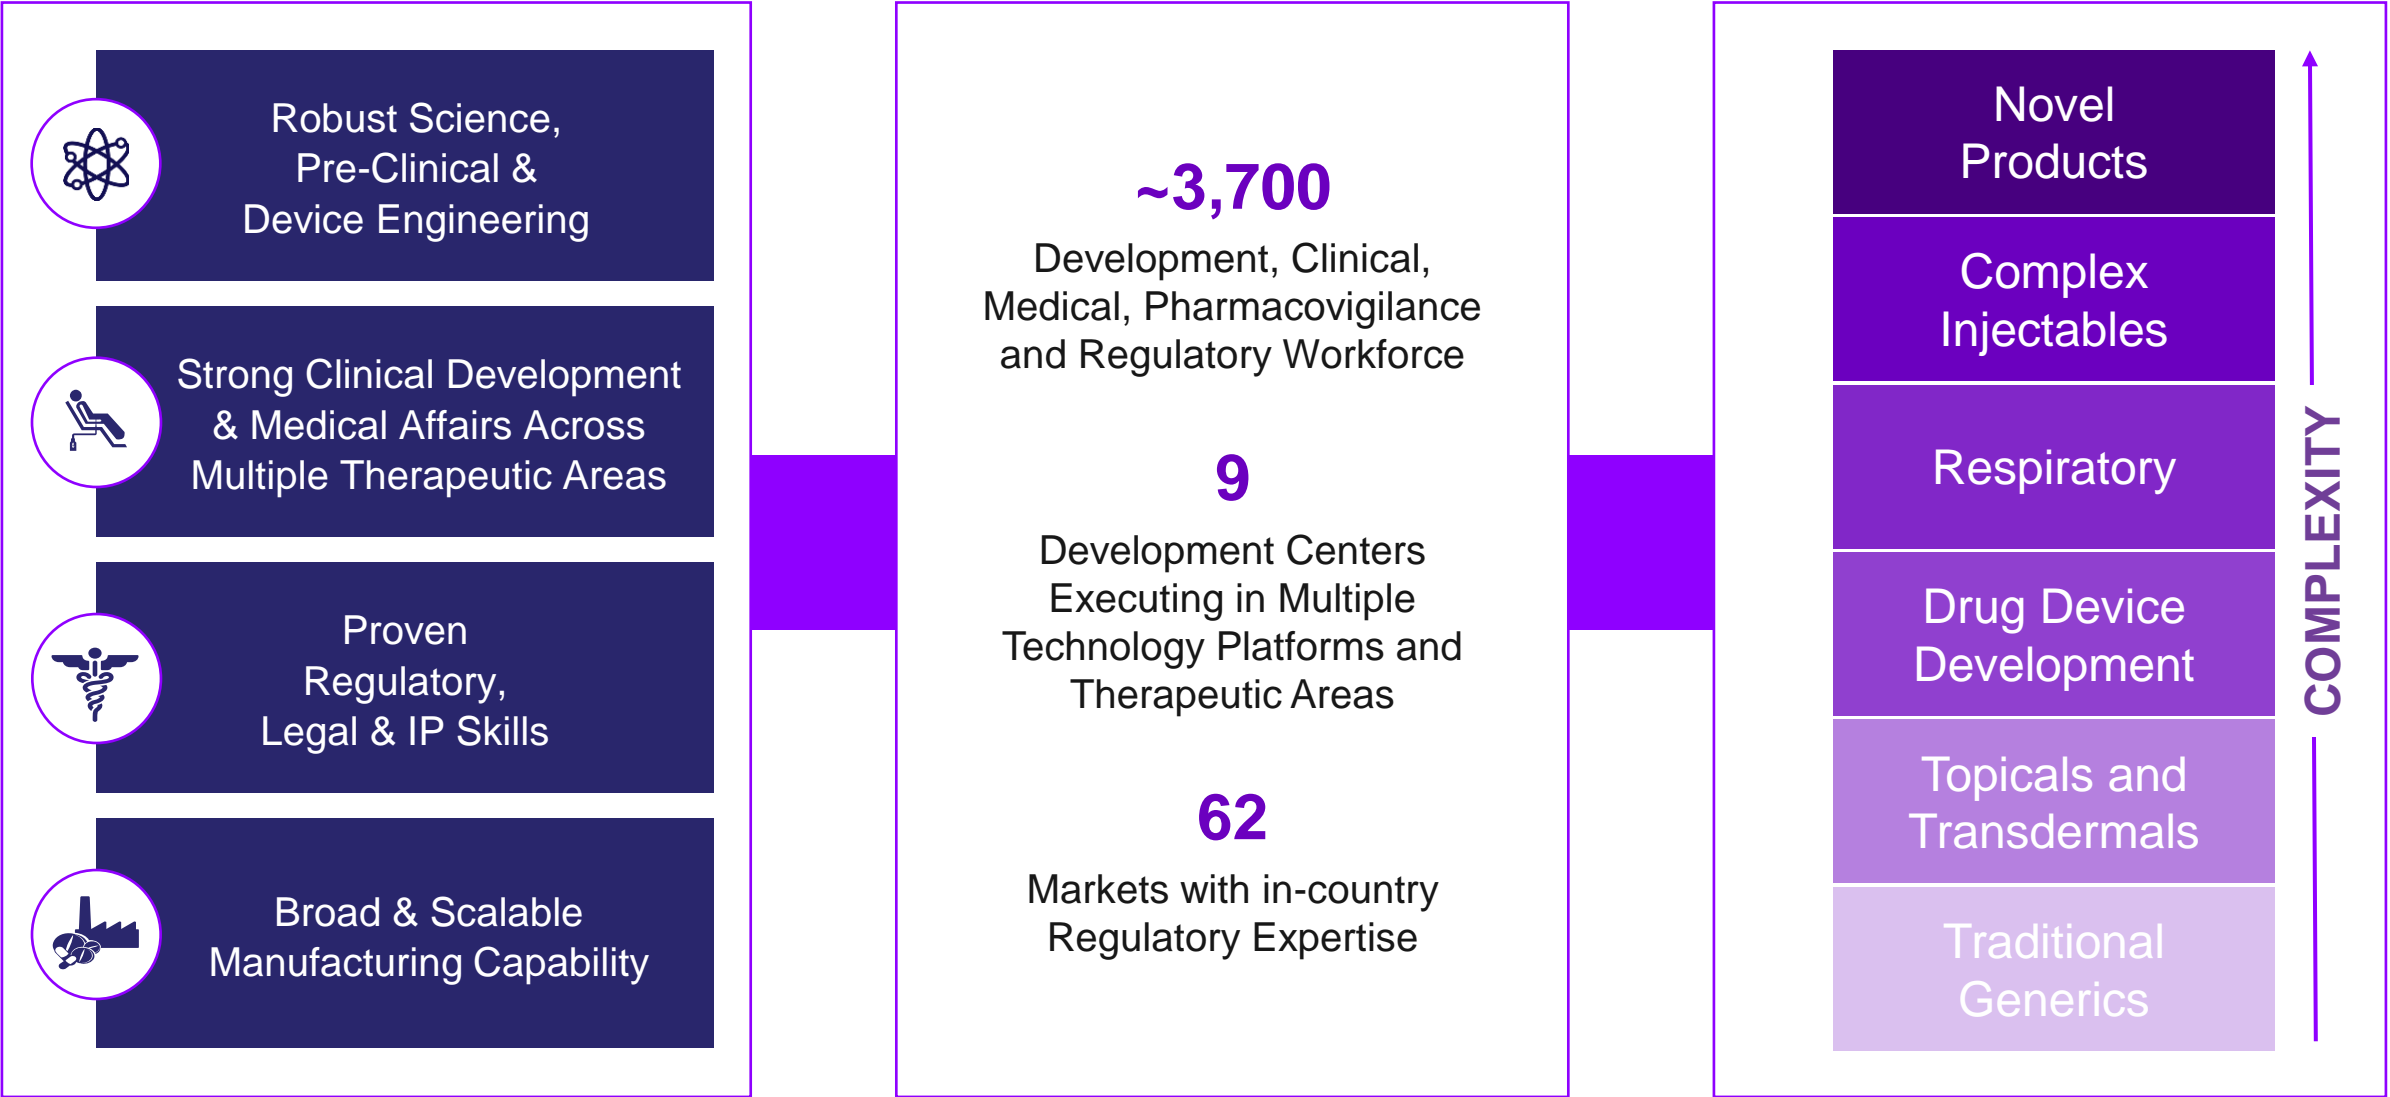 Robust Science,
Pre-Clinical &
Device Engineering
Strong Clinical Development
& Medical Affairs Across
Multiple Therapeutic Areas
Proven
Regulatory,
Legal & IP Skills
Broad & Scalable
Manufacturing Capability
~3,700
Development, Clinical,
Medical, Pharmacovigilance
and Regulatory Workforce
9
Development Centers
Executing in Multiple
Technology Platforms and
Therapeutic Areas
62
Markets with in-country
Regulatory Expertise
Novel
Products
Complex
Injectables
Respiratory
Drug Device
Development
Topicals and
Transdermals
Traditional
Generics
COMPLEXITY